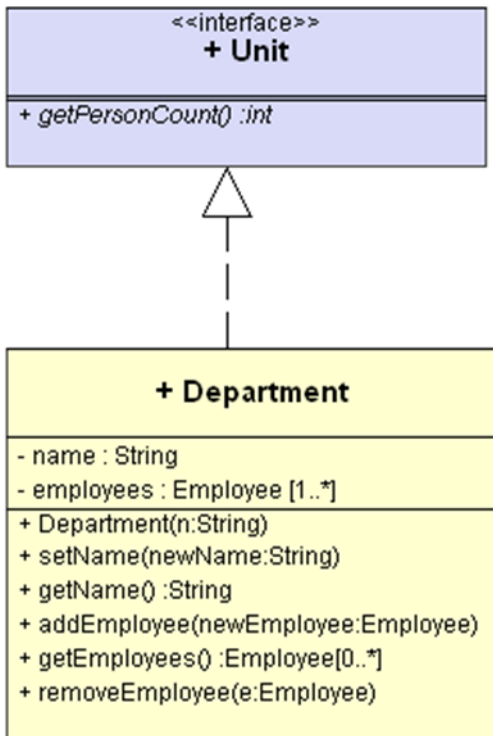 <<interface>>
+ Unit
+ getPersonCount() :int
+ Department
- name : String
- employees : Employee [1..*]
+ Department(n:String)
+ setName(newName:String)
+ getName() :String
+ addEmployee(newEmployee:Employee)
+ getEmployees() :Employee[0..*]
+ removeEmployee(e:Employee)